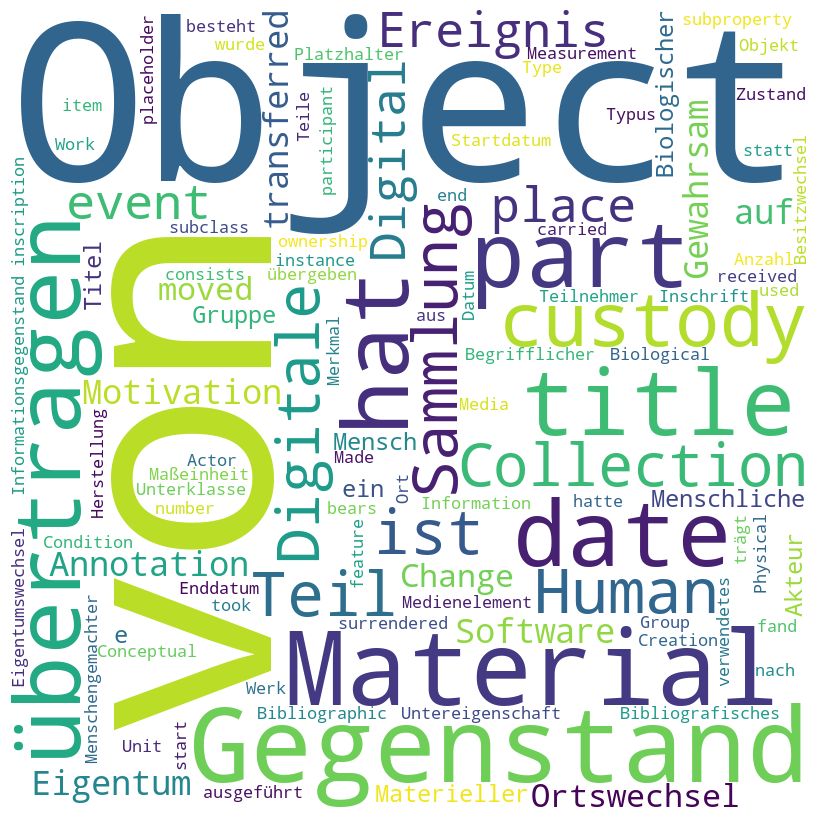 Object
von
Gegenstand
Material
übertragen
hat
part
title
date
custody
Collection
Sammlung
Digitale
Digital
Human
Teil
ist
place
event
Ereignis
transferred
Gewahrsam
Biologischer
auf
moved
Motivation
Annotation
Eigentum
Ortswechsel
Software
Change
Akteur
Menschliche
Mensch
Gruppe
Titel
ein
e
Materieller
besteht
wurde
placeholder
item
Work
Platzhalter
Teile
participant
Measurement
Type
Typus
Startdatum
subproperty
Objekt
Zustand
statt
Besitzwechsel
subclass
ownership
instance
consists
übergeben
end
carried
Anzahl
received
used
Teilnehmer
Inschrift
Datum
aus
Merkmal
Begrifflicher
Biological
Media
Informationsgegenstand
inscription
Herstellung
Actor
Maßeinheit
Unterklasse
number
Made
bears
Ort
Information
hatte
feature
Physical
trägt
Condition
Enddatum
took
Medienelement
surrendered
Group
Creation
verwendetes
fand
nach
Eigentumswechsel
Menschengemachter
Conceptual
Werk
Bibliographic
Untereigenschaft
Bibliografisches
Unit
start
ausgeführt